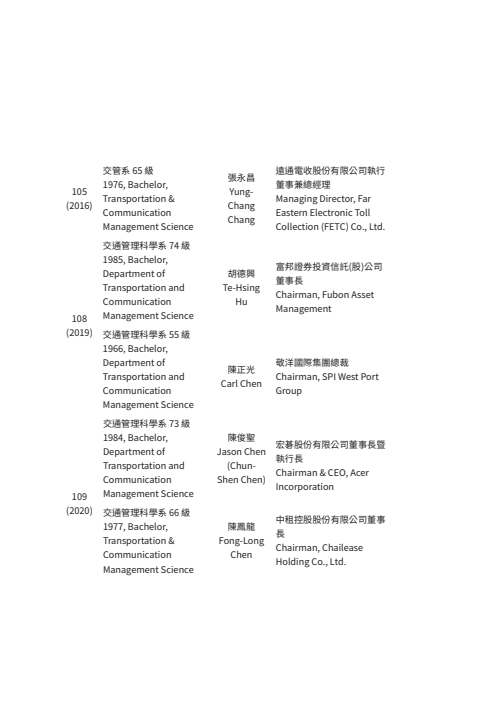 105
(2016)
交管系 65 級
1976, Bachelor,
Transportation &
Communication
Management Science
張永昌
Yung-
Chang
Chang
遠通電收股份有限公司執行
董事兼總經理
Managing Director, Far
Eastern Electronic Toll
Collection (FETC) Co., Ltd.
108
(2019)
交通管理科學系 74 級
1985, Bachelor,
Department of
Transportation and
Communication
Management Science
胡德興
Te-Hsing
Hu
富邦證券投資信託(股)公司
董事長
Chairman, Fubon Asset
Management
交通管理科學系 55 級
1966, Bachelor,
Department of
Transportation and
Communication
Management Science
陳正光
Carl Chen
敬洋國際集團總裁
Chairman, SPI West Port
Group
109
(2020)
交通管理科學系 73 級
1984, Bachelor,
Department of
Transportation and
Communication
Management Science
陳俊聖
Jason Chen
(Chun-
Shen Chen)
宏碁股份有限公司董事長暨
執行長
Chairman & CEO, Acer
Incorporation
交通管理科學系 66 級
1977, Bachelor,
Transportation &
Communication
Management Science
陳鳳龍
Fong-Long
Chen
中租控股股份有限公司董事
長
Chairman, Chailease
Holding Co., Ltd.